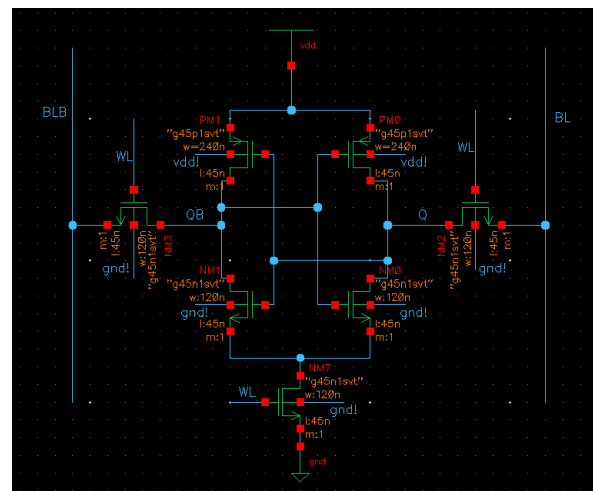 vdd.
PM1
"g45p1svt"
w=240n
vdd!
l:45n
m:1
PM0
"g45p1svt"
w=240n
vdd!
l:45n
m:1
BLB
BL
WL
WL
QB
Q
m:1
l:45n
w:120n
"g45n1svt"
NM3
gnd!
NM2
"g45n1svt"
w:120n
l:45n
m:1
gnd!
NM1
"g45n1svt"
w:120n
gnd!
l:45n
m:1
NM0
"g45n1svt"
w:120n
gnd!
l:45n
m:1
NM7
"g45n1svt"
w:120n
WL
gnd!
l:45n
m:1
gnd